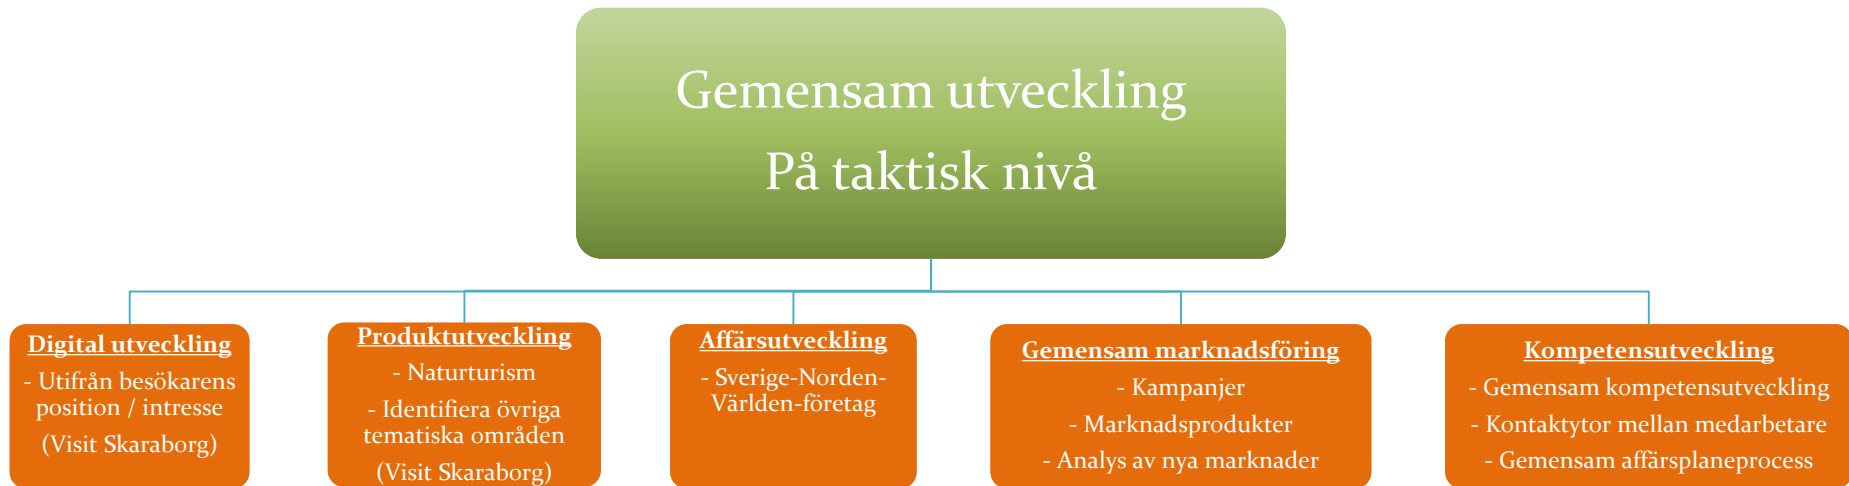 Gemensam utveckling
På taktisk nivå
Digital utveckling
- Utifrån besökarens
position / intresse
(Visit Skaraborg)
Produktutveckling
- Naturturism
- Identifiera övriga
tematiska områden
(Visit Skaraborg)
Affärsutveckling
- Sverige-Norden-
Världen-företag
Gemensam marknadsföring
- Kampanjer
- Marknadsprodukter
- Analys av nya marknader
Kompetensutveckling
- Gemensam kompetensutveckling
- Kontaktytor mellan medarbetare
- Gemensam affärsplaneprocess